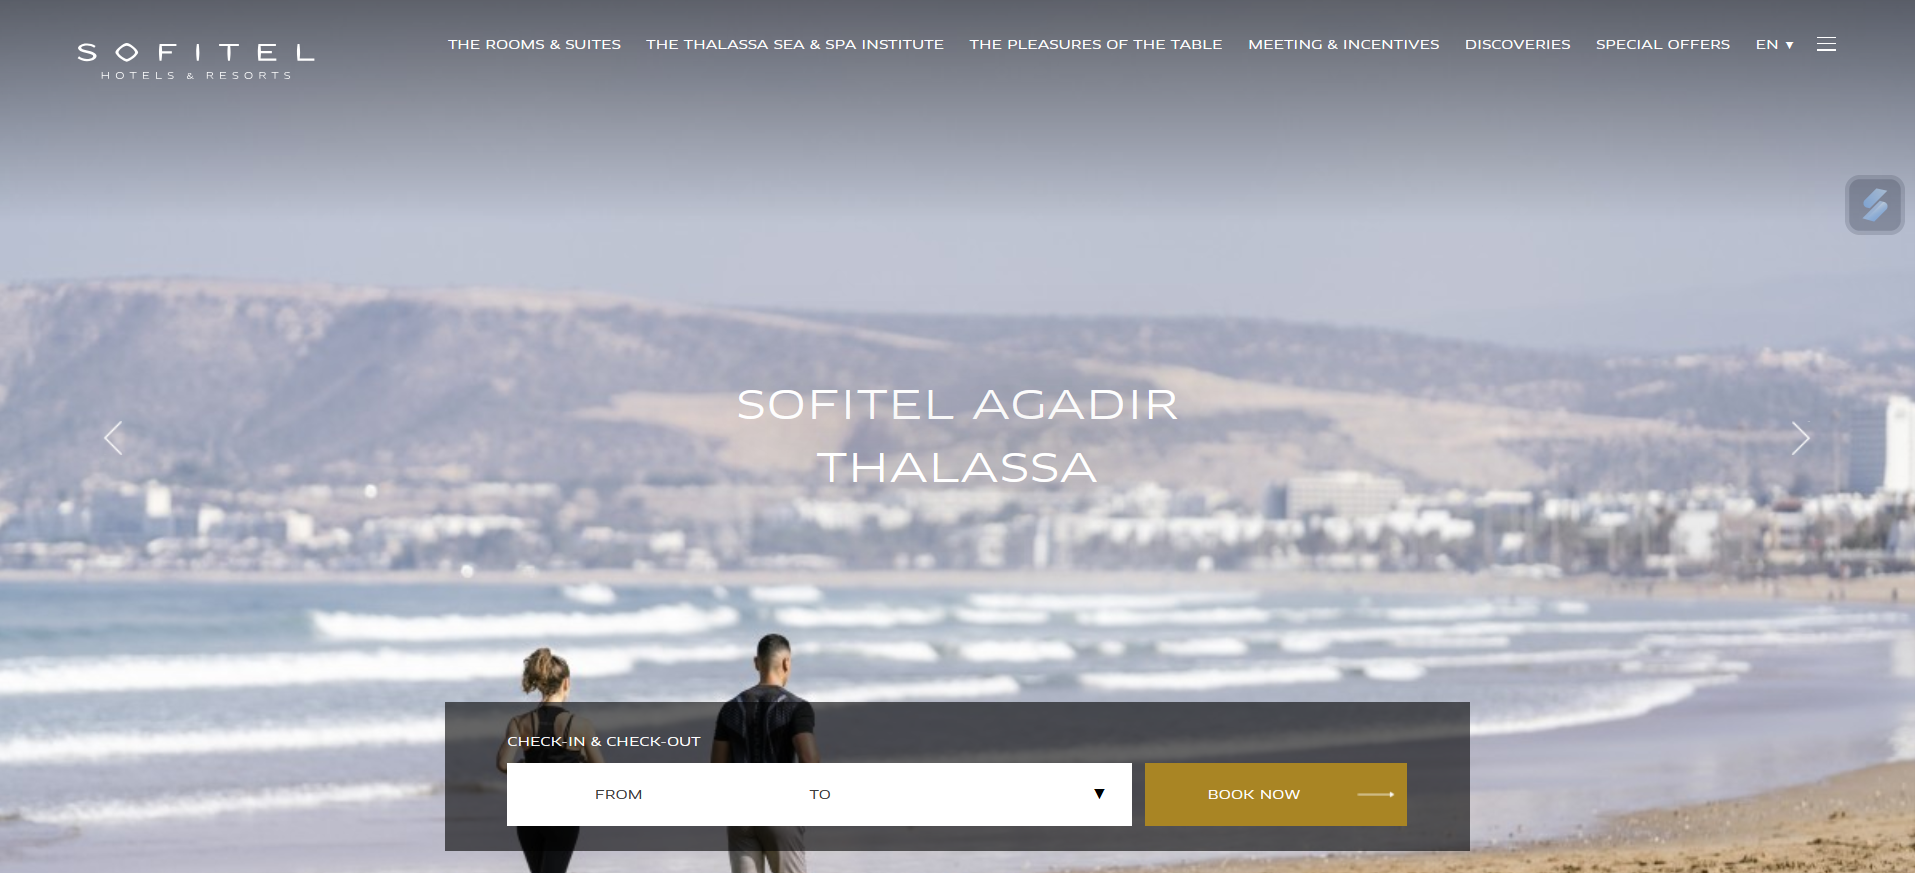 SOFITEL
HOTELS & RESORTS
THE ROOMS & SUITES
THE THALASSA SEA & SPA INSTITUTE
THE PLEASURES OF THE TABLE
MEETING & INCENTIVES
DISCOVERIES
SPECIAL OFFERS
EN
SOFITEL AGADIR
THALASSA
CHECK-IN & CHECK-OUT
FROM
TO
BOOK NOW